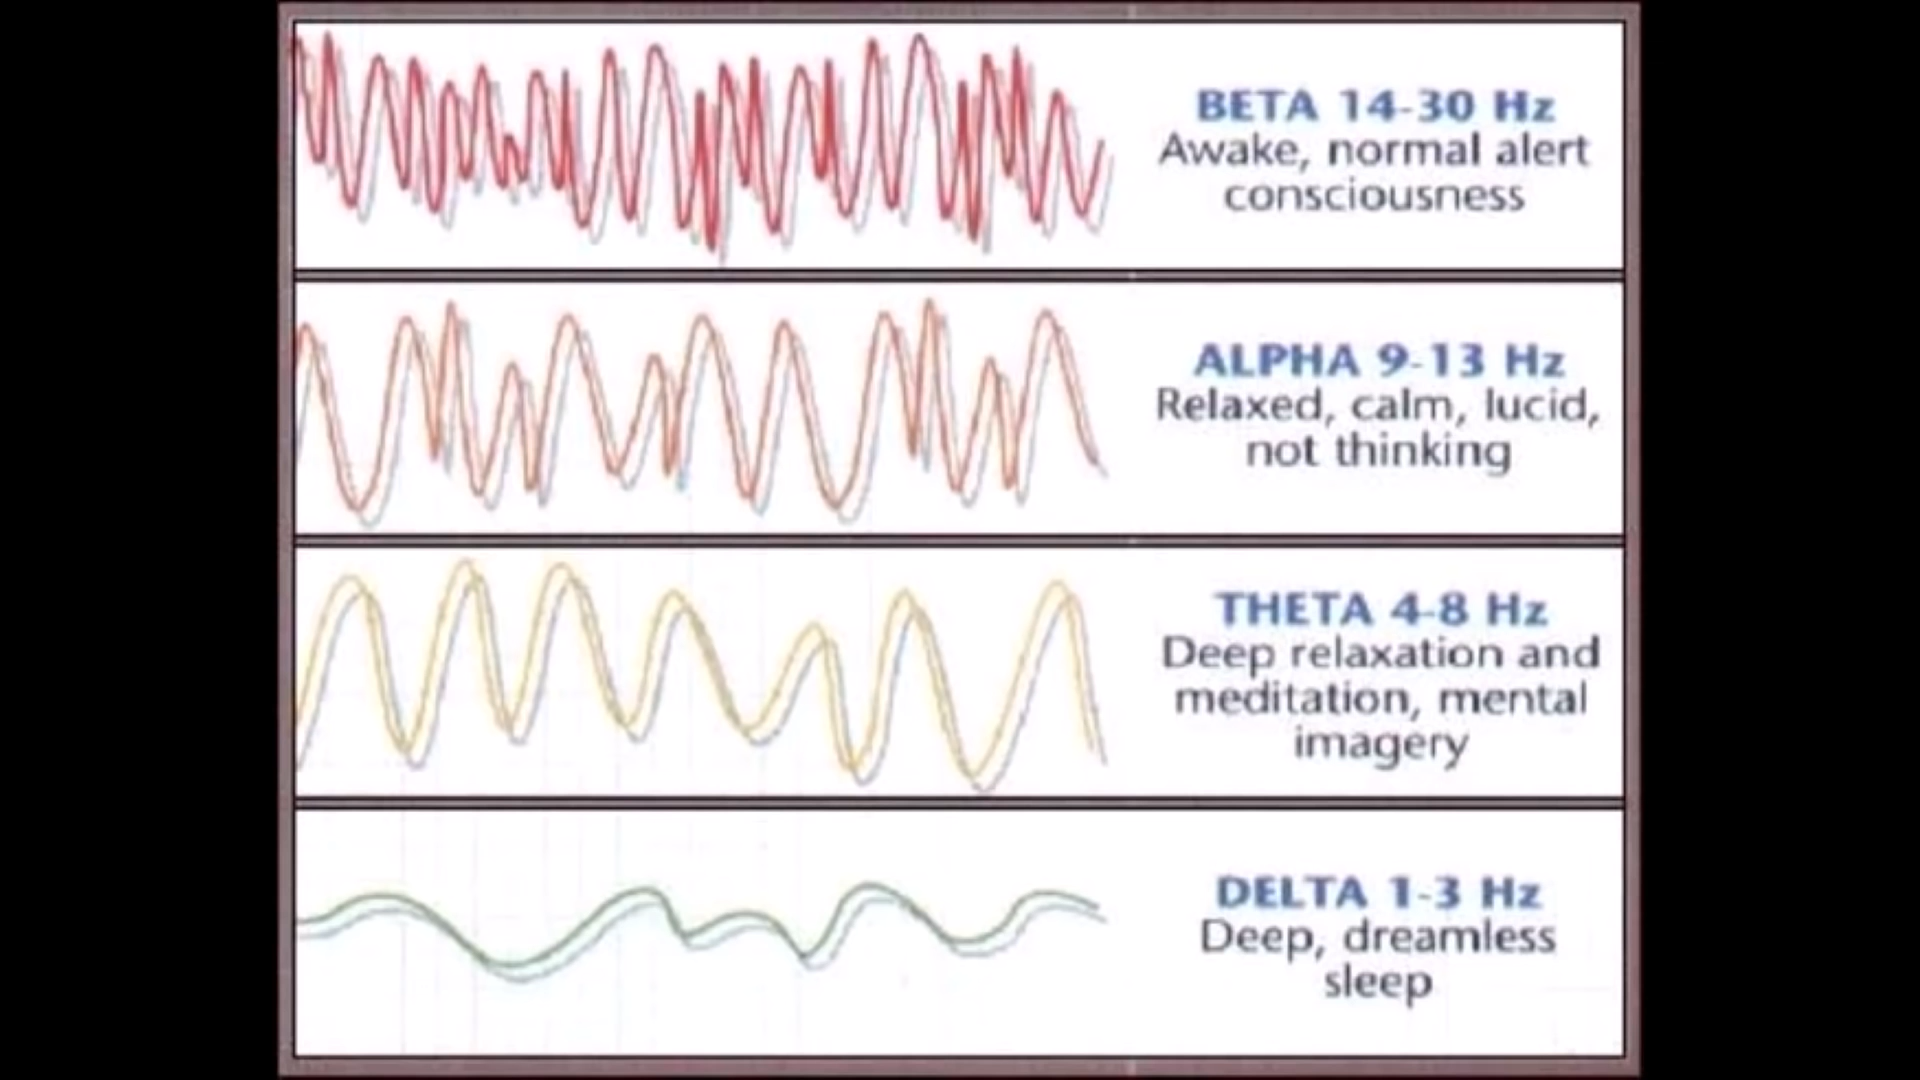 BETA 14-30 Hz
Awake, normal alert
consciousness
ALPHA 9-13 Hz
Relaxed, calm, lucid,
not thinking
THETA 4-8 Hz
Deep relaxation and
meditation, mental
imagery
DELTA 1-3 Hz
Deep, dreamless
sleep